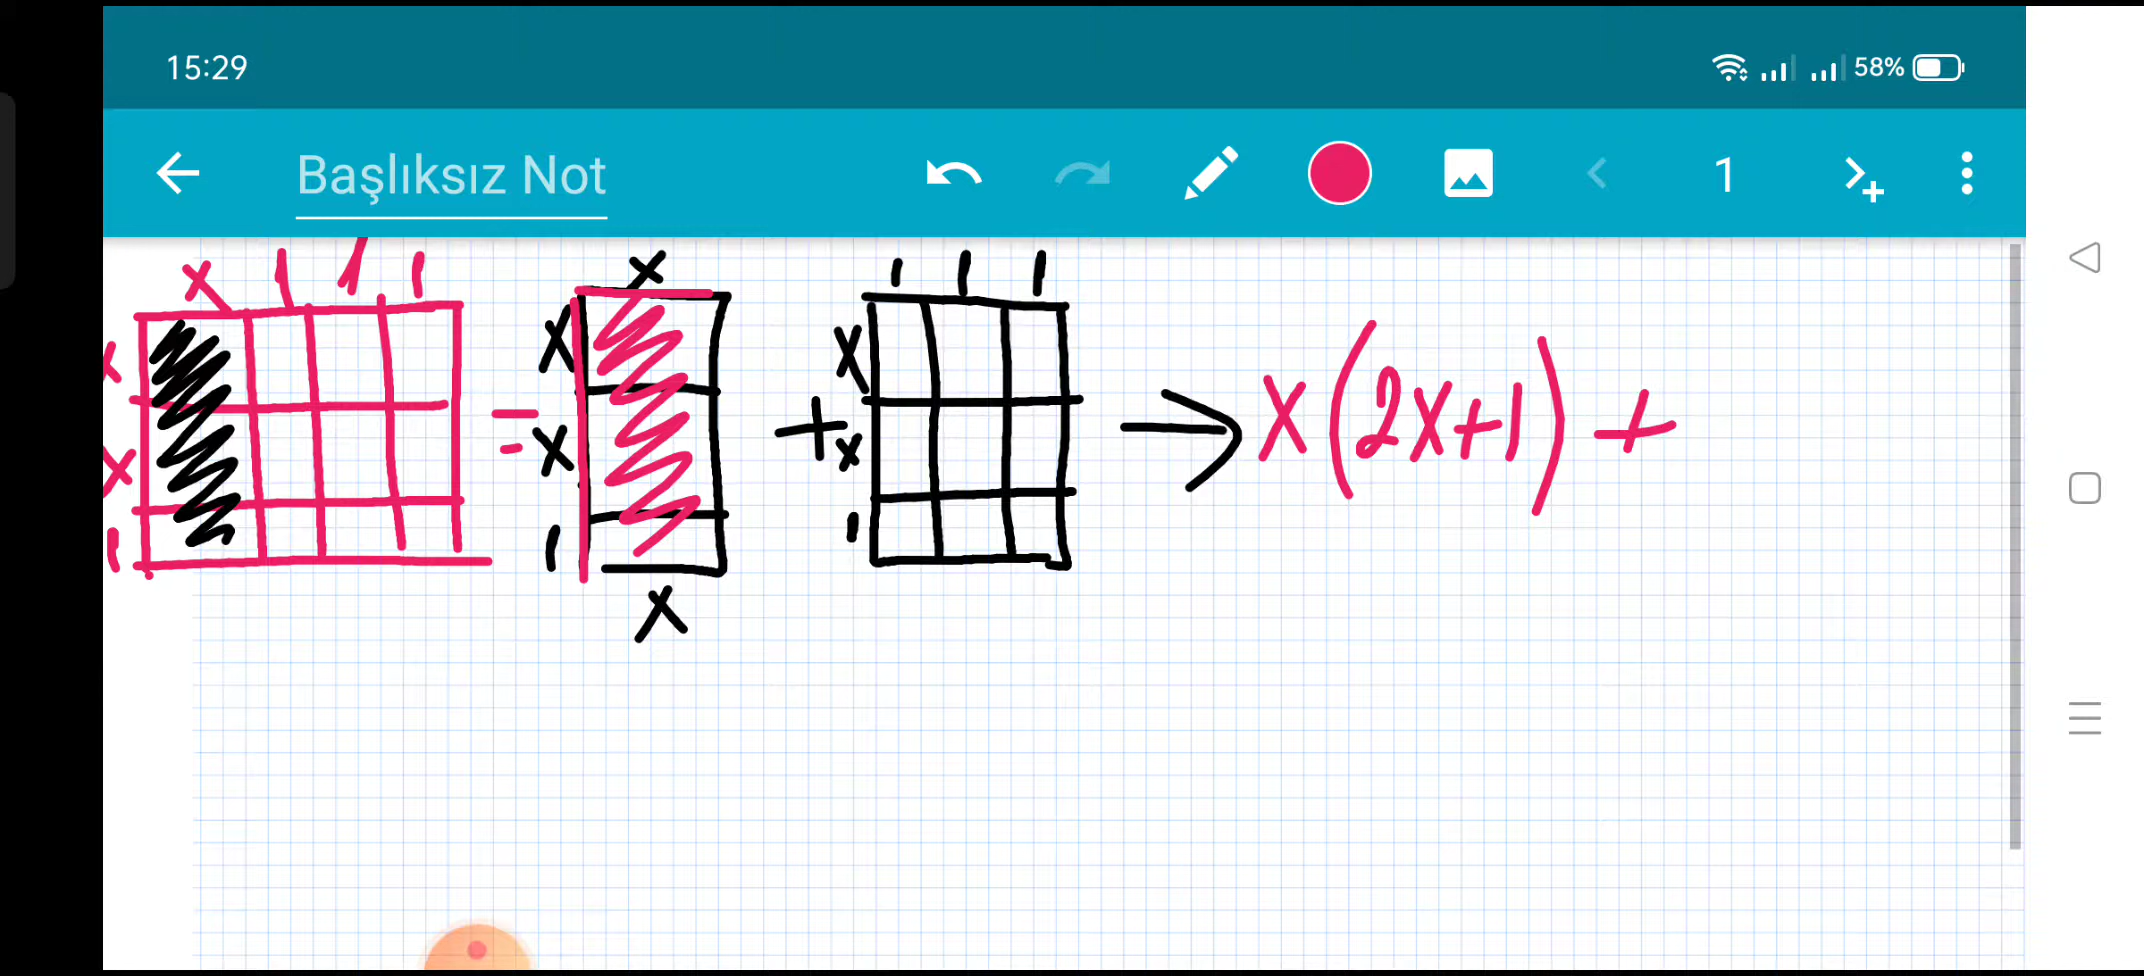 15:29 58%
Başlıksız Not 1
X 1 1 1 X 1 1 1
X X X
X = X + X → X(2X+1)+
1 1 1
X